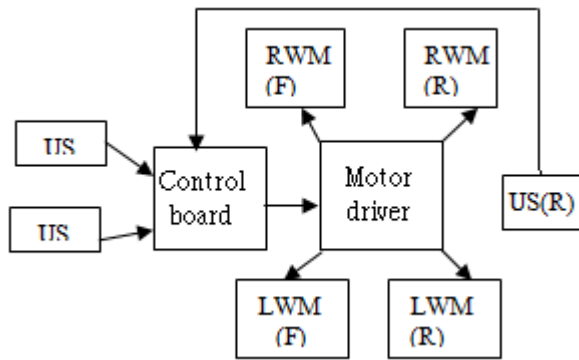 RWM
(F)
RWM
(R)
US
Control
board
Motor
driver
US(R)
US
LWM
(F)
LWM
(R)